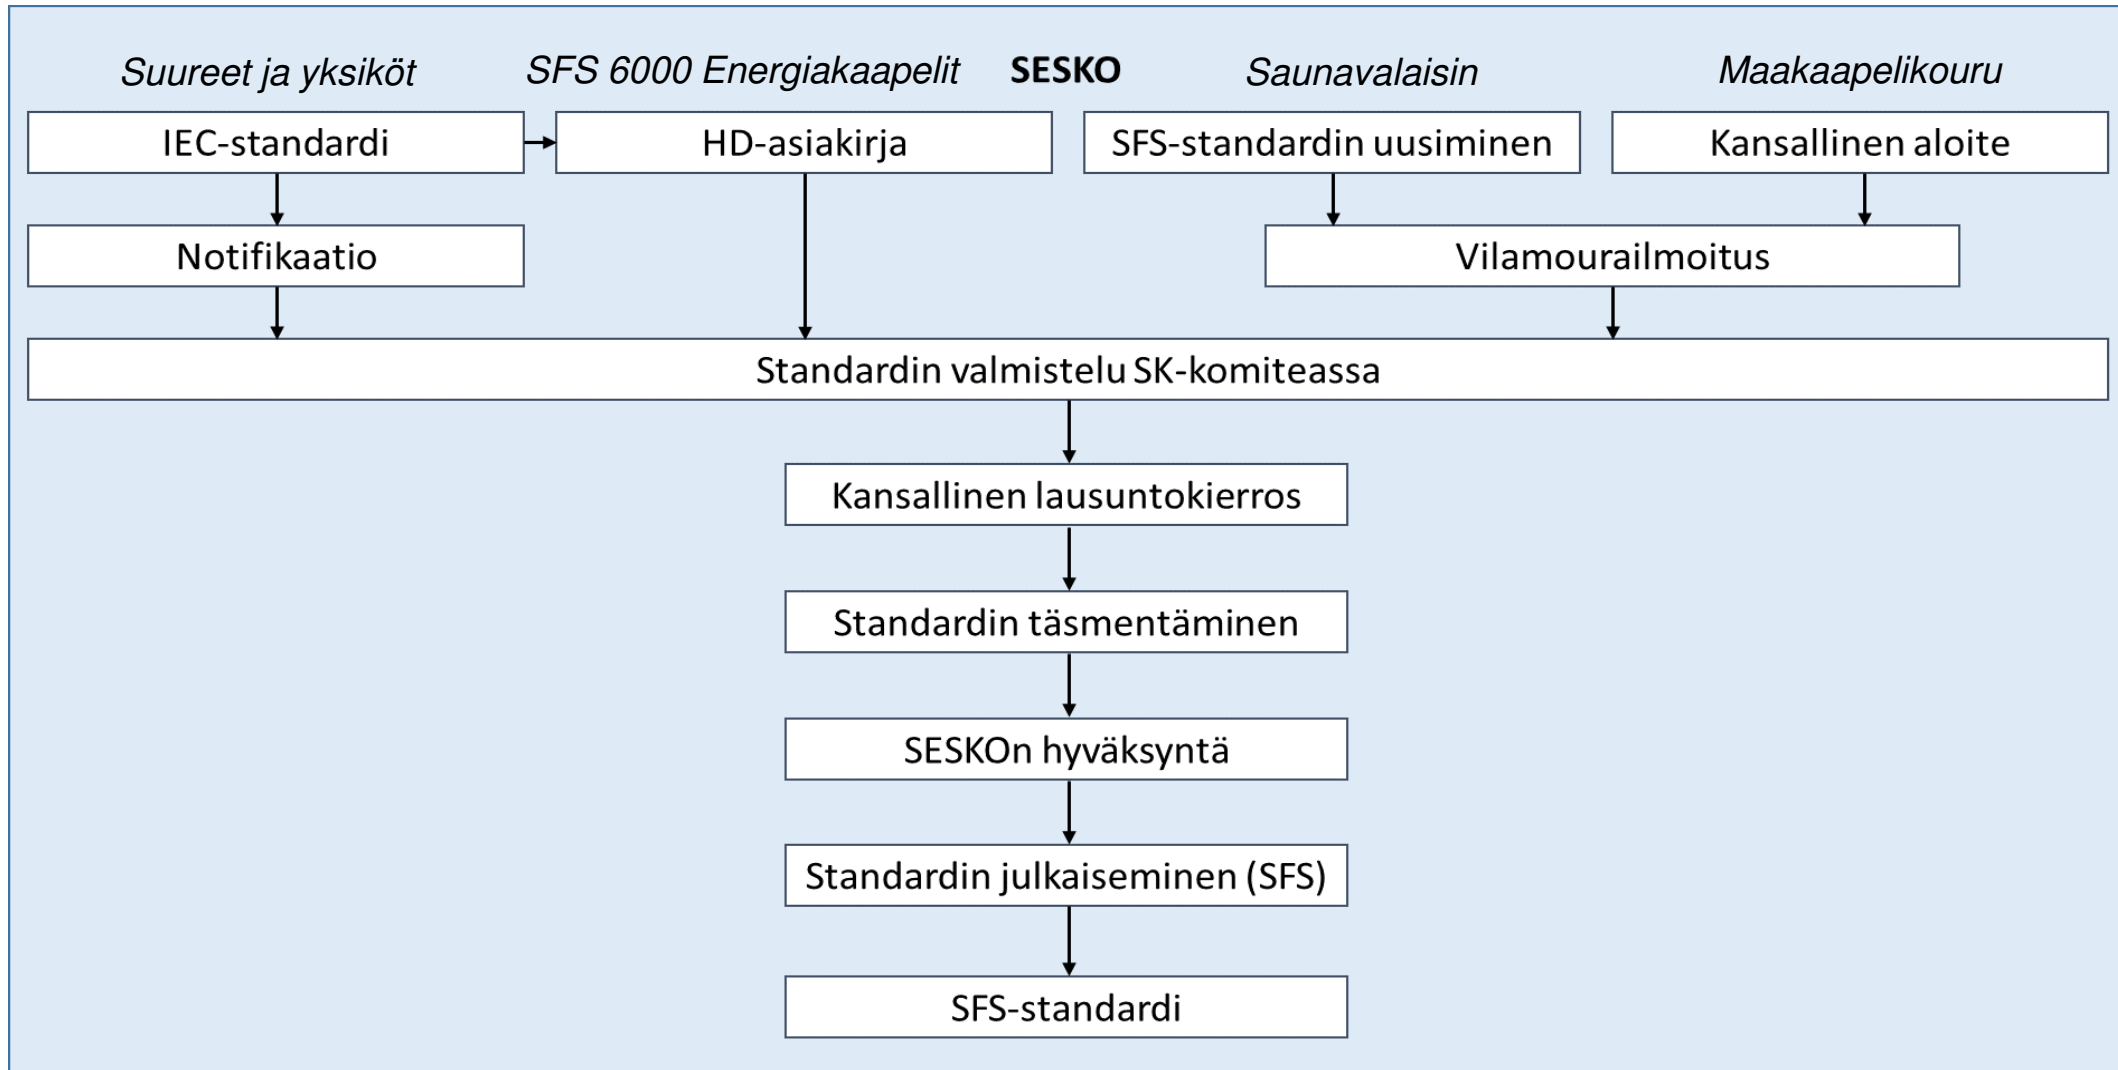 Suureet ja yksiköt
SFS 6000 Energiakaapelit
SESKO
Saunavalaisin
Maakaapelikouru
IEC-standardi
HD-asiakirja
SFS-standardin uusiminen
Kansallinen aloite
Notifikaatio
Vilamourailmoitus
Standardin valmistelu SK-komiteassa
Kansallinen lausuntokierros
Standardin täsmentäminen
SESKOn hyväksyntä
Standardin julkaiseminen (SFS)
SFS-standardi